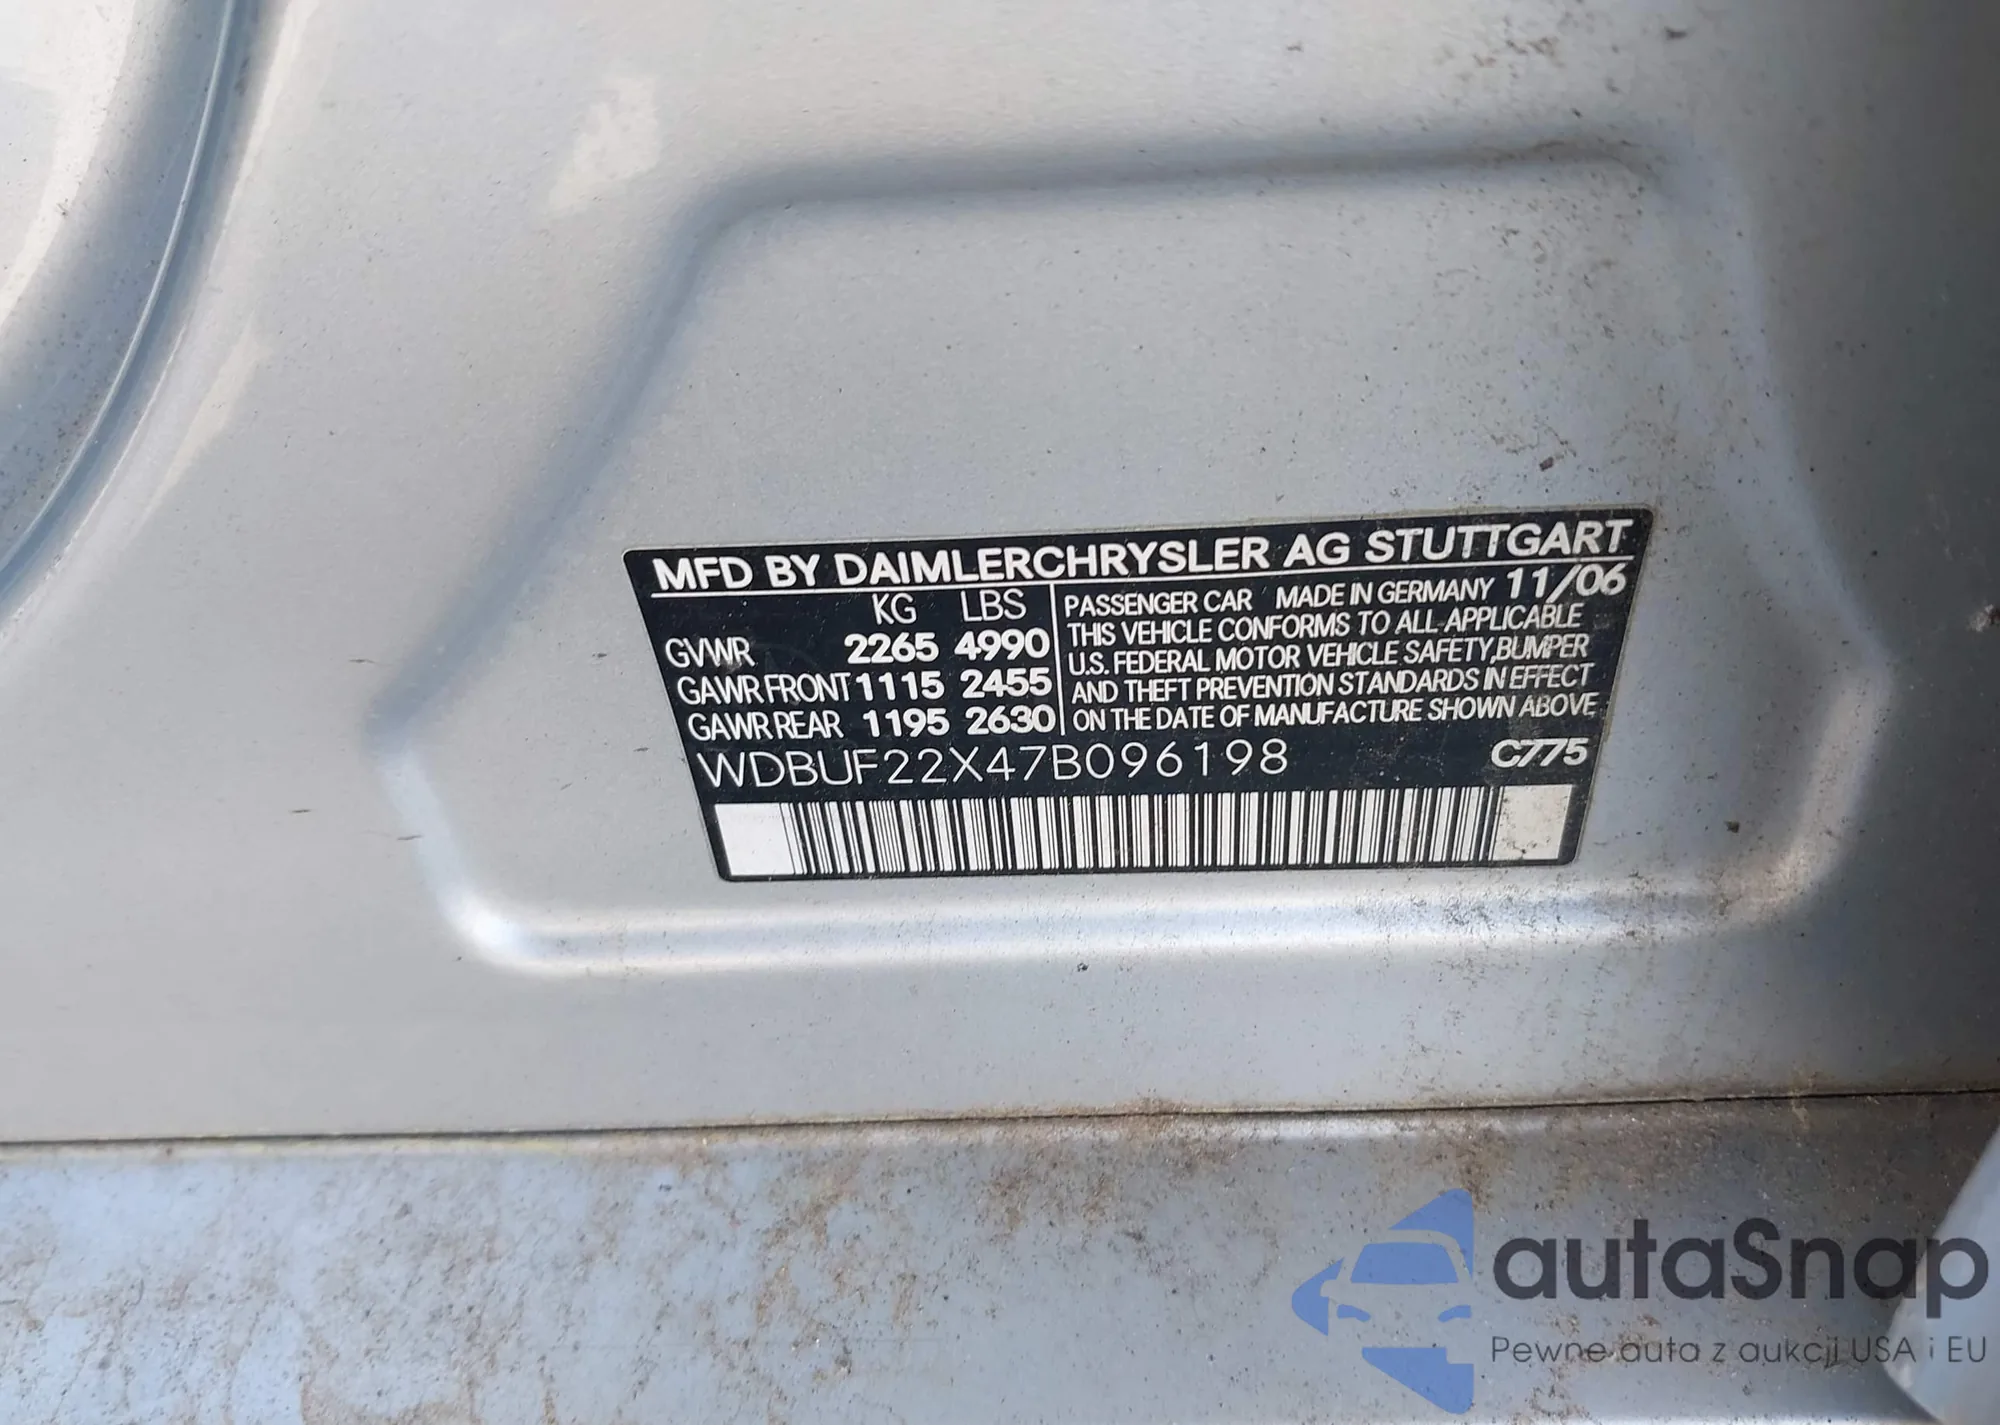 MFD BY DAIMLERCHRYSLER AG STUTTGART
KG LBS
GVWR 2265 4990
GAWR FRONT 1115 2455
GAWR REAR 1195 2630
PASSENGER CAR MADE IN GERMANY 11/06
THIS VEHICLE CONFORMS TO ALL APPLICABLE
U.S. FEDERAL MOTOR VEHICLE SAFETY, BUMPER
AND THEFT PREVENTION STANDARDS IN EFFECT
ON THE DATE OF MANUFACTURE SHOWN ABOVE
WDBUF22X47B096198 C775
autaSnap
Pewne auta z aukcji USA i EU